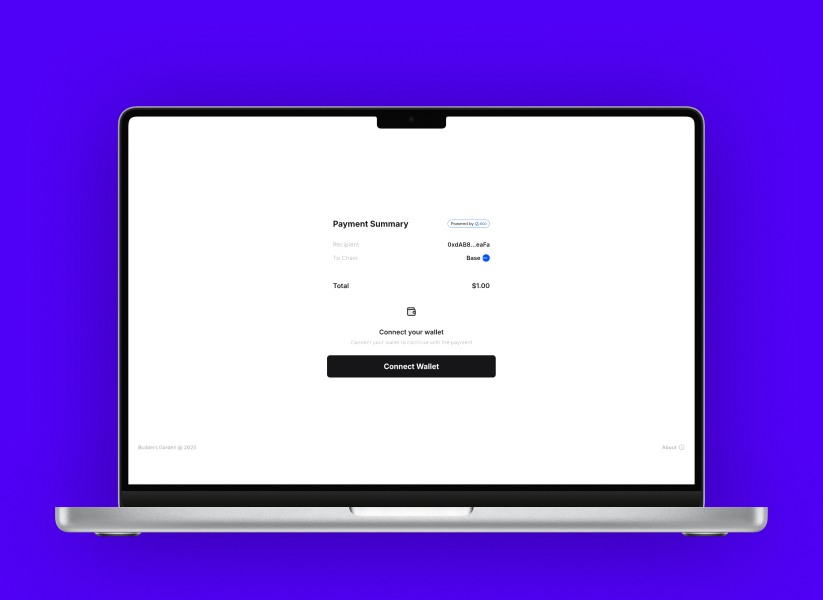 Payment Summary
Powered by eco
Recipient
0xdAB8...eaFa
To Chain
Base
Total
$1.00
Connect your wallet
Connect your wallet to continue with the payment
Connect Wallet
Builders Garden @ 2025
About